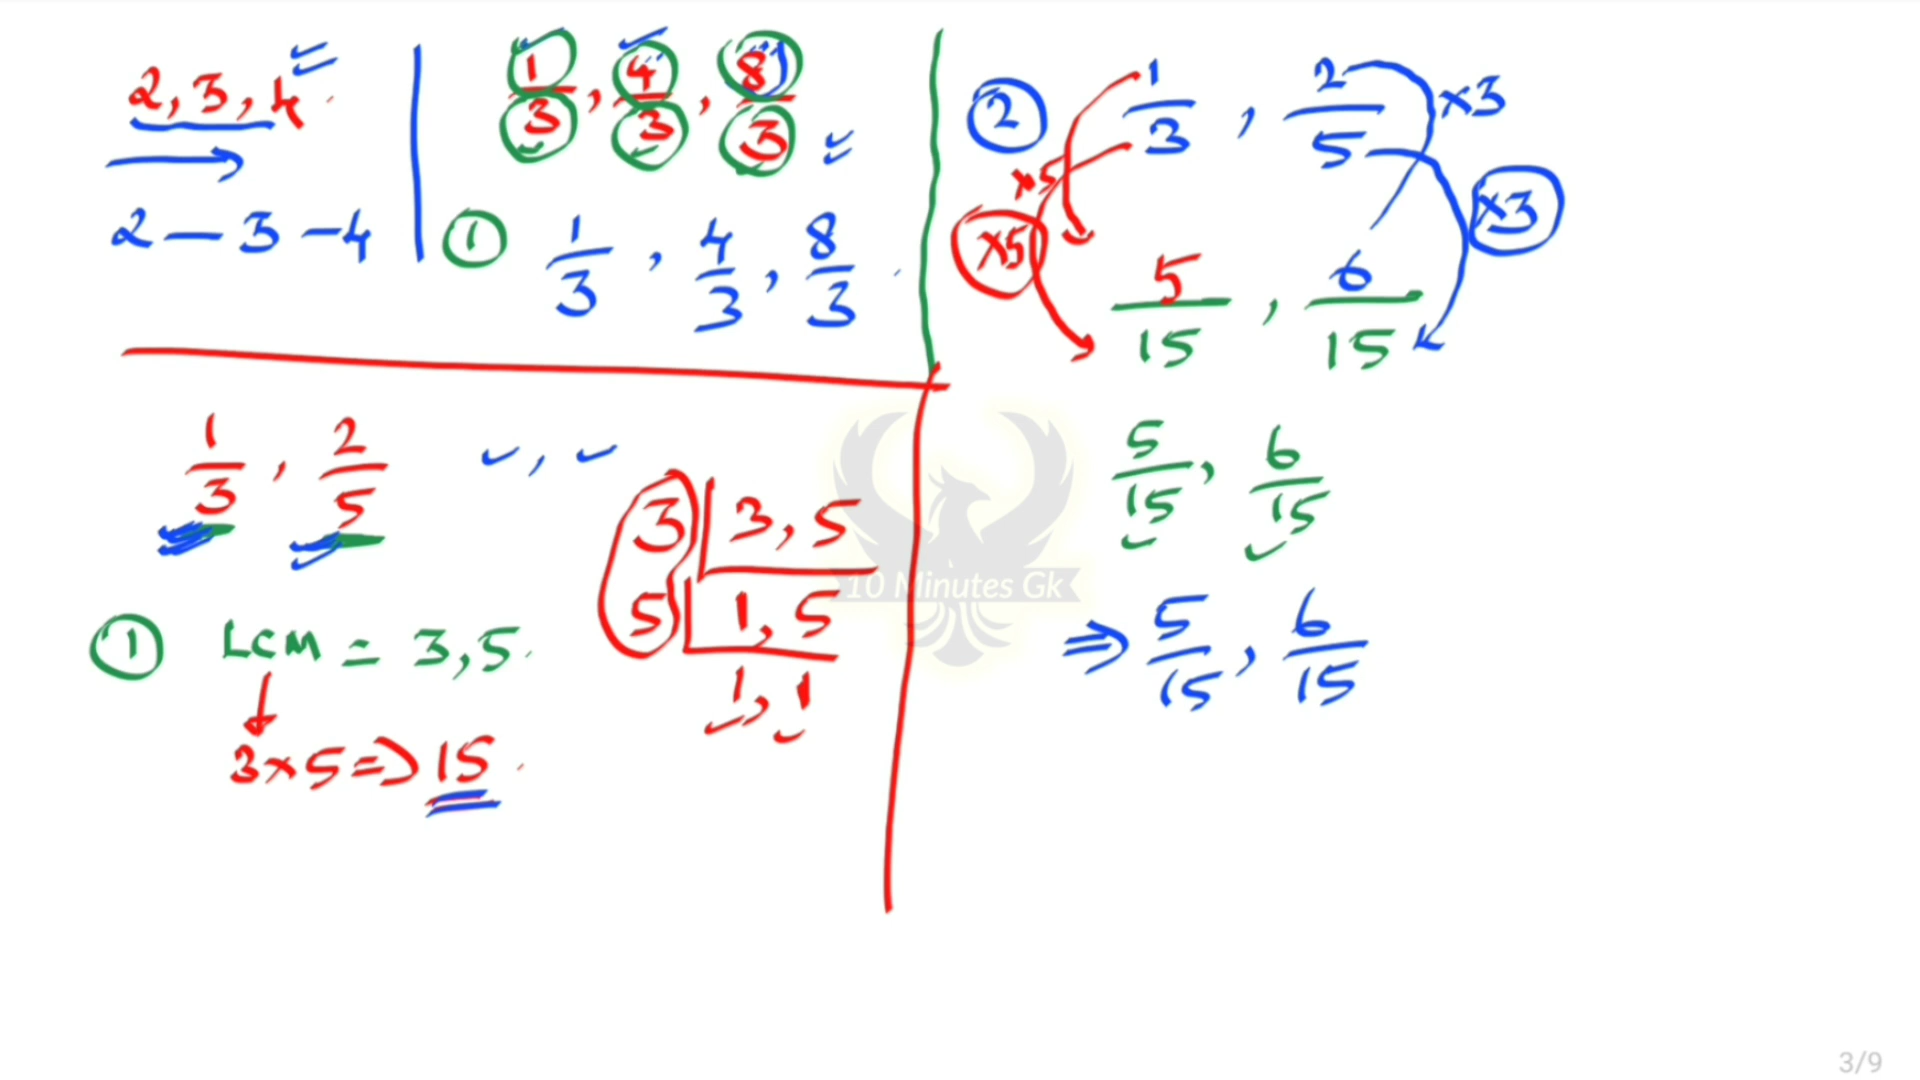 2, 3, 4
2 – 3 – 4
1/3, 4/3, 8/3
① 1/3, 4/3, 8/3
1/3, 2/5
① LCM = 3, 5.
3×5 ⇒ 15
3 | 3, 5
5 | 1, 5
1, 1
② 1/3, 2/5 ×3
×5
×5 ×3
5/15, 6/15
5/15, 6/15
⇒ 5/15, 6/15
10 Minutes Gk
3/9